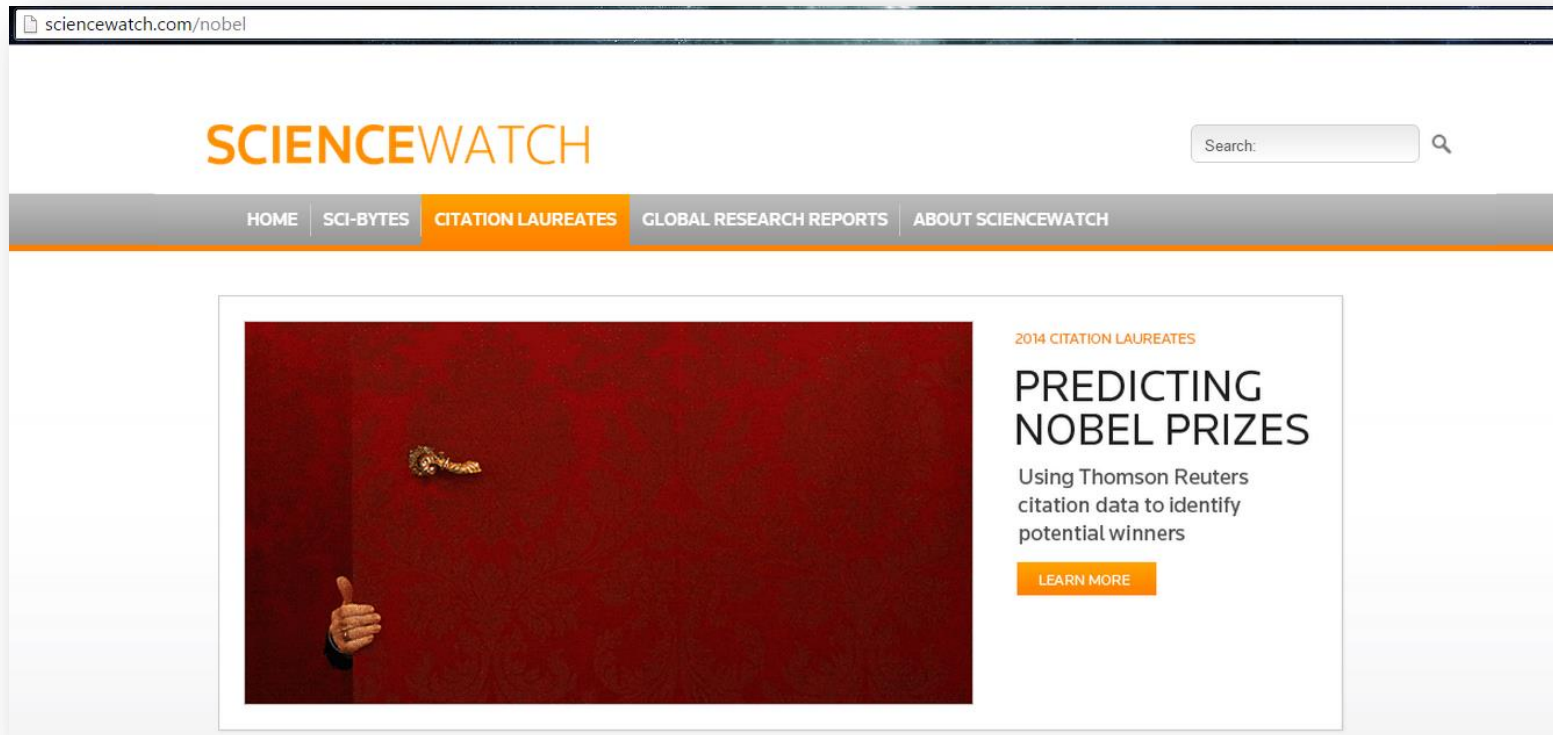 sciencewatch.com/nobel
SCIENCEWATCH
Search:
HOME SCI-BYTES CITATION LAUREATES GLOBAL RESEARCH REPORTS ABOUT SCIENCEWATCH
2014 CITATION LAUREATES
PREDICTING
NOBEL PRIZES
Using Thomson Reuters
citation data to identify
potential winners
LEARN MORE